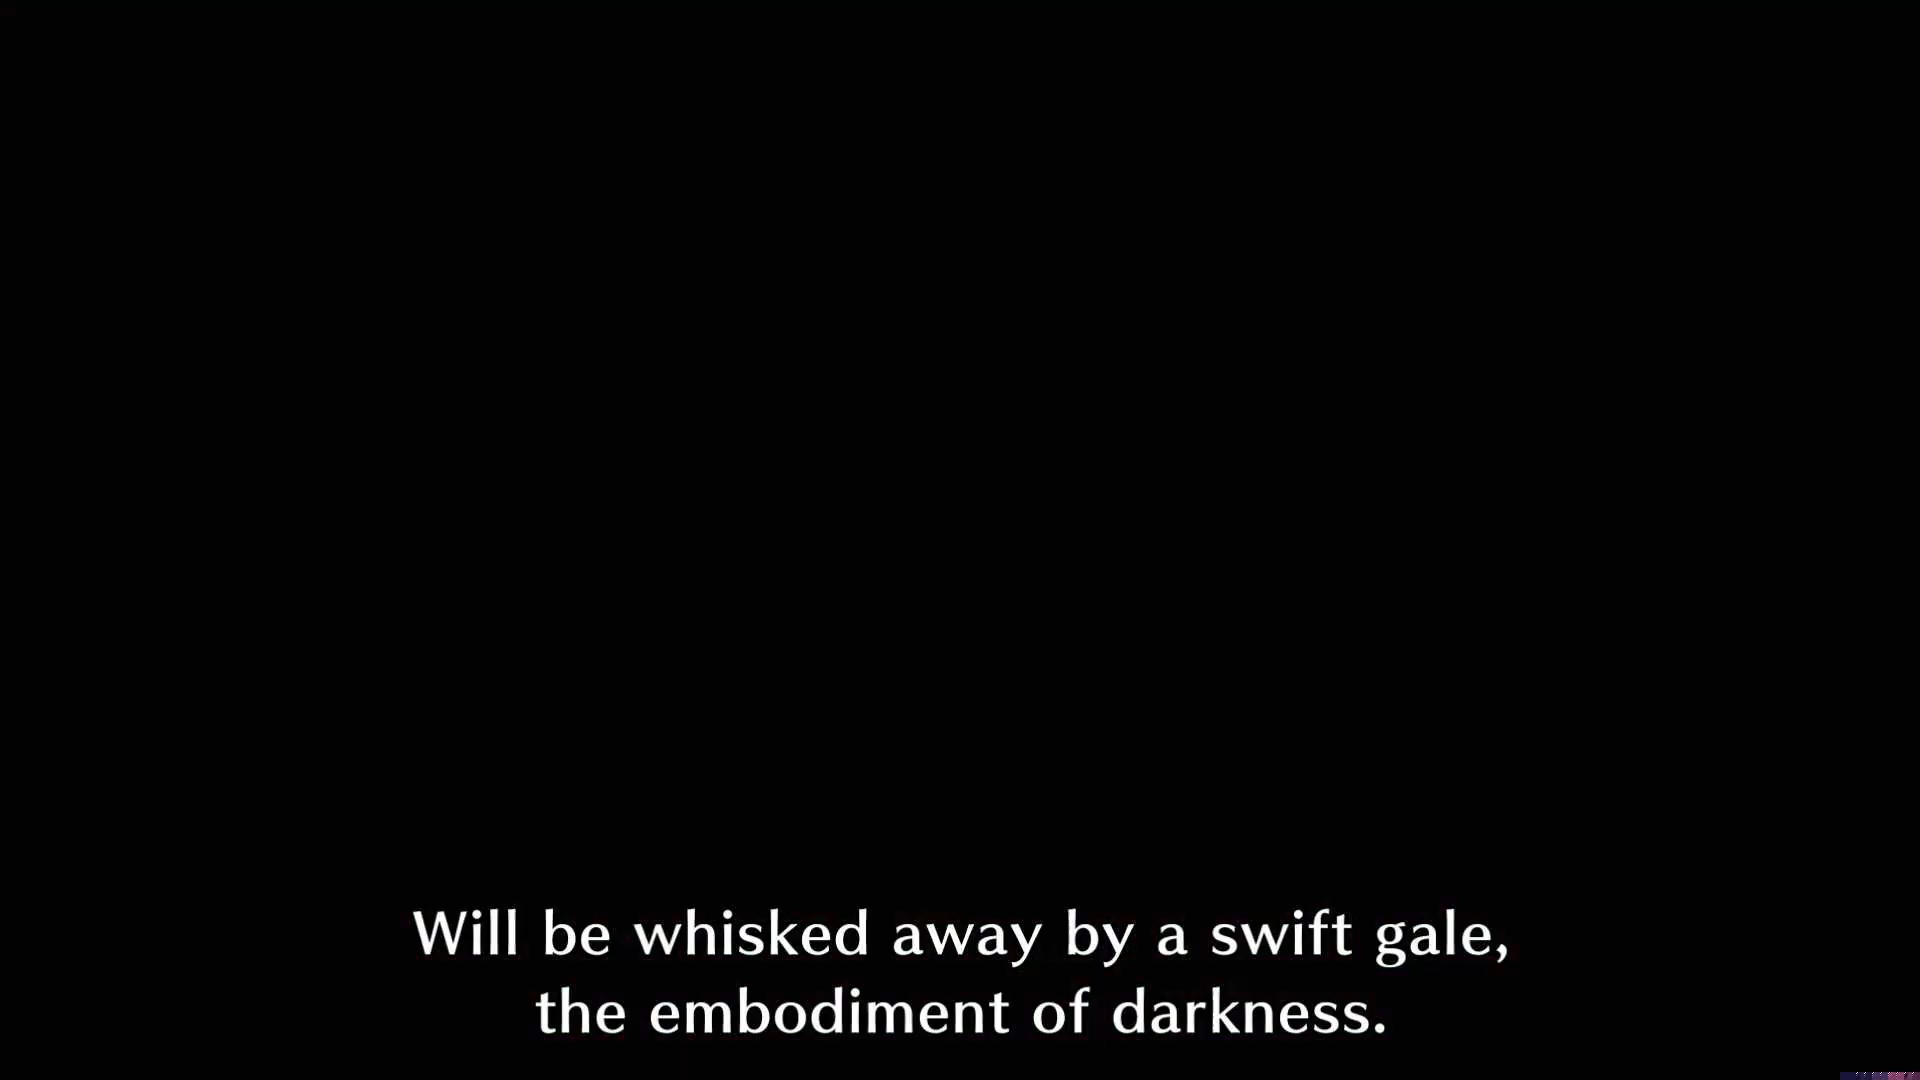 Will be whisked away by a swift gale,
the embodiment of darkness.